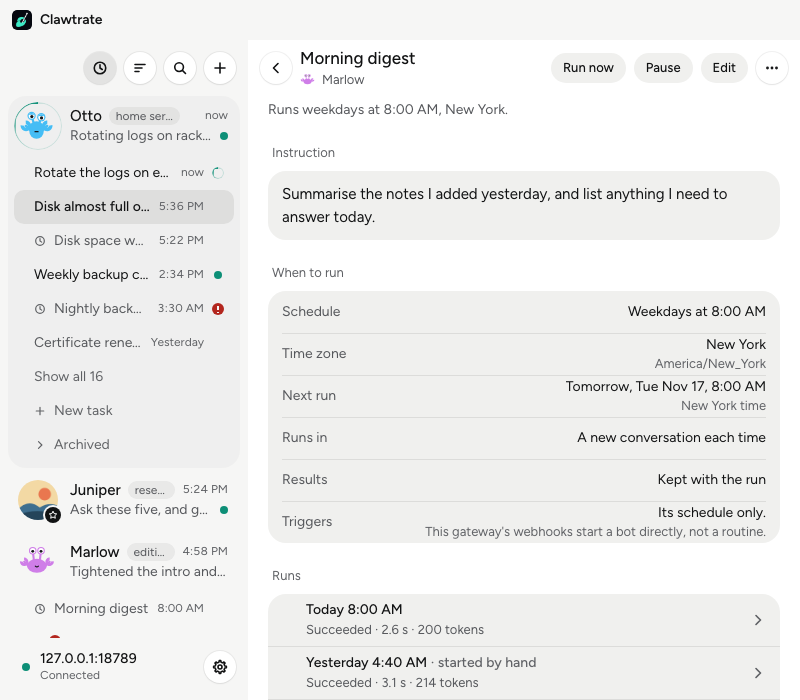 Clawtrate
Otto home ser... now
Rotating logs on rack...
Rotate the logs on e... now
Disk almost full o... 5:36 PM
Disk space w... 5:22 PM
Weekly backup c... 2:34 PM
Nightly back... 3:30 AM
Certificate rene... Yesterday
Show all 16
New task
Archived
Juniper rese... 5:24 PM
Ask these five, and g...
Marlow editi... 4:58 PM
Tightened the intro and...
Morning digest 8:00 AM
127.0.0.1:18789
Connected
Morning digest
Marlow
Run now
Pause
Edit
Runs weekdays at 8:00 AM, New York.
Instruction
Summarise the notes I added yesterday, and list anything I need to
answer today.
When to run
Schedule Weekdays at 8:00 AM
Time zone New York
America/New_York
Next run Tomorrow, Tue Nov 17, 8:00 AM
New York time
Runs in A new conversation each time
Results Kept with the run
Triggers Its schedule only.
This gateway's webhooks start a bot directly, not a routine.
Runs
Today 8:00 AM
Succeeded · 2.6 s · 200 tokens
Yesterday 4:40 AM · started by hand
Succeeded · 3.1 s · 214 tokens